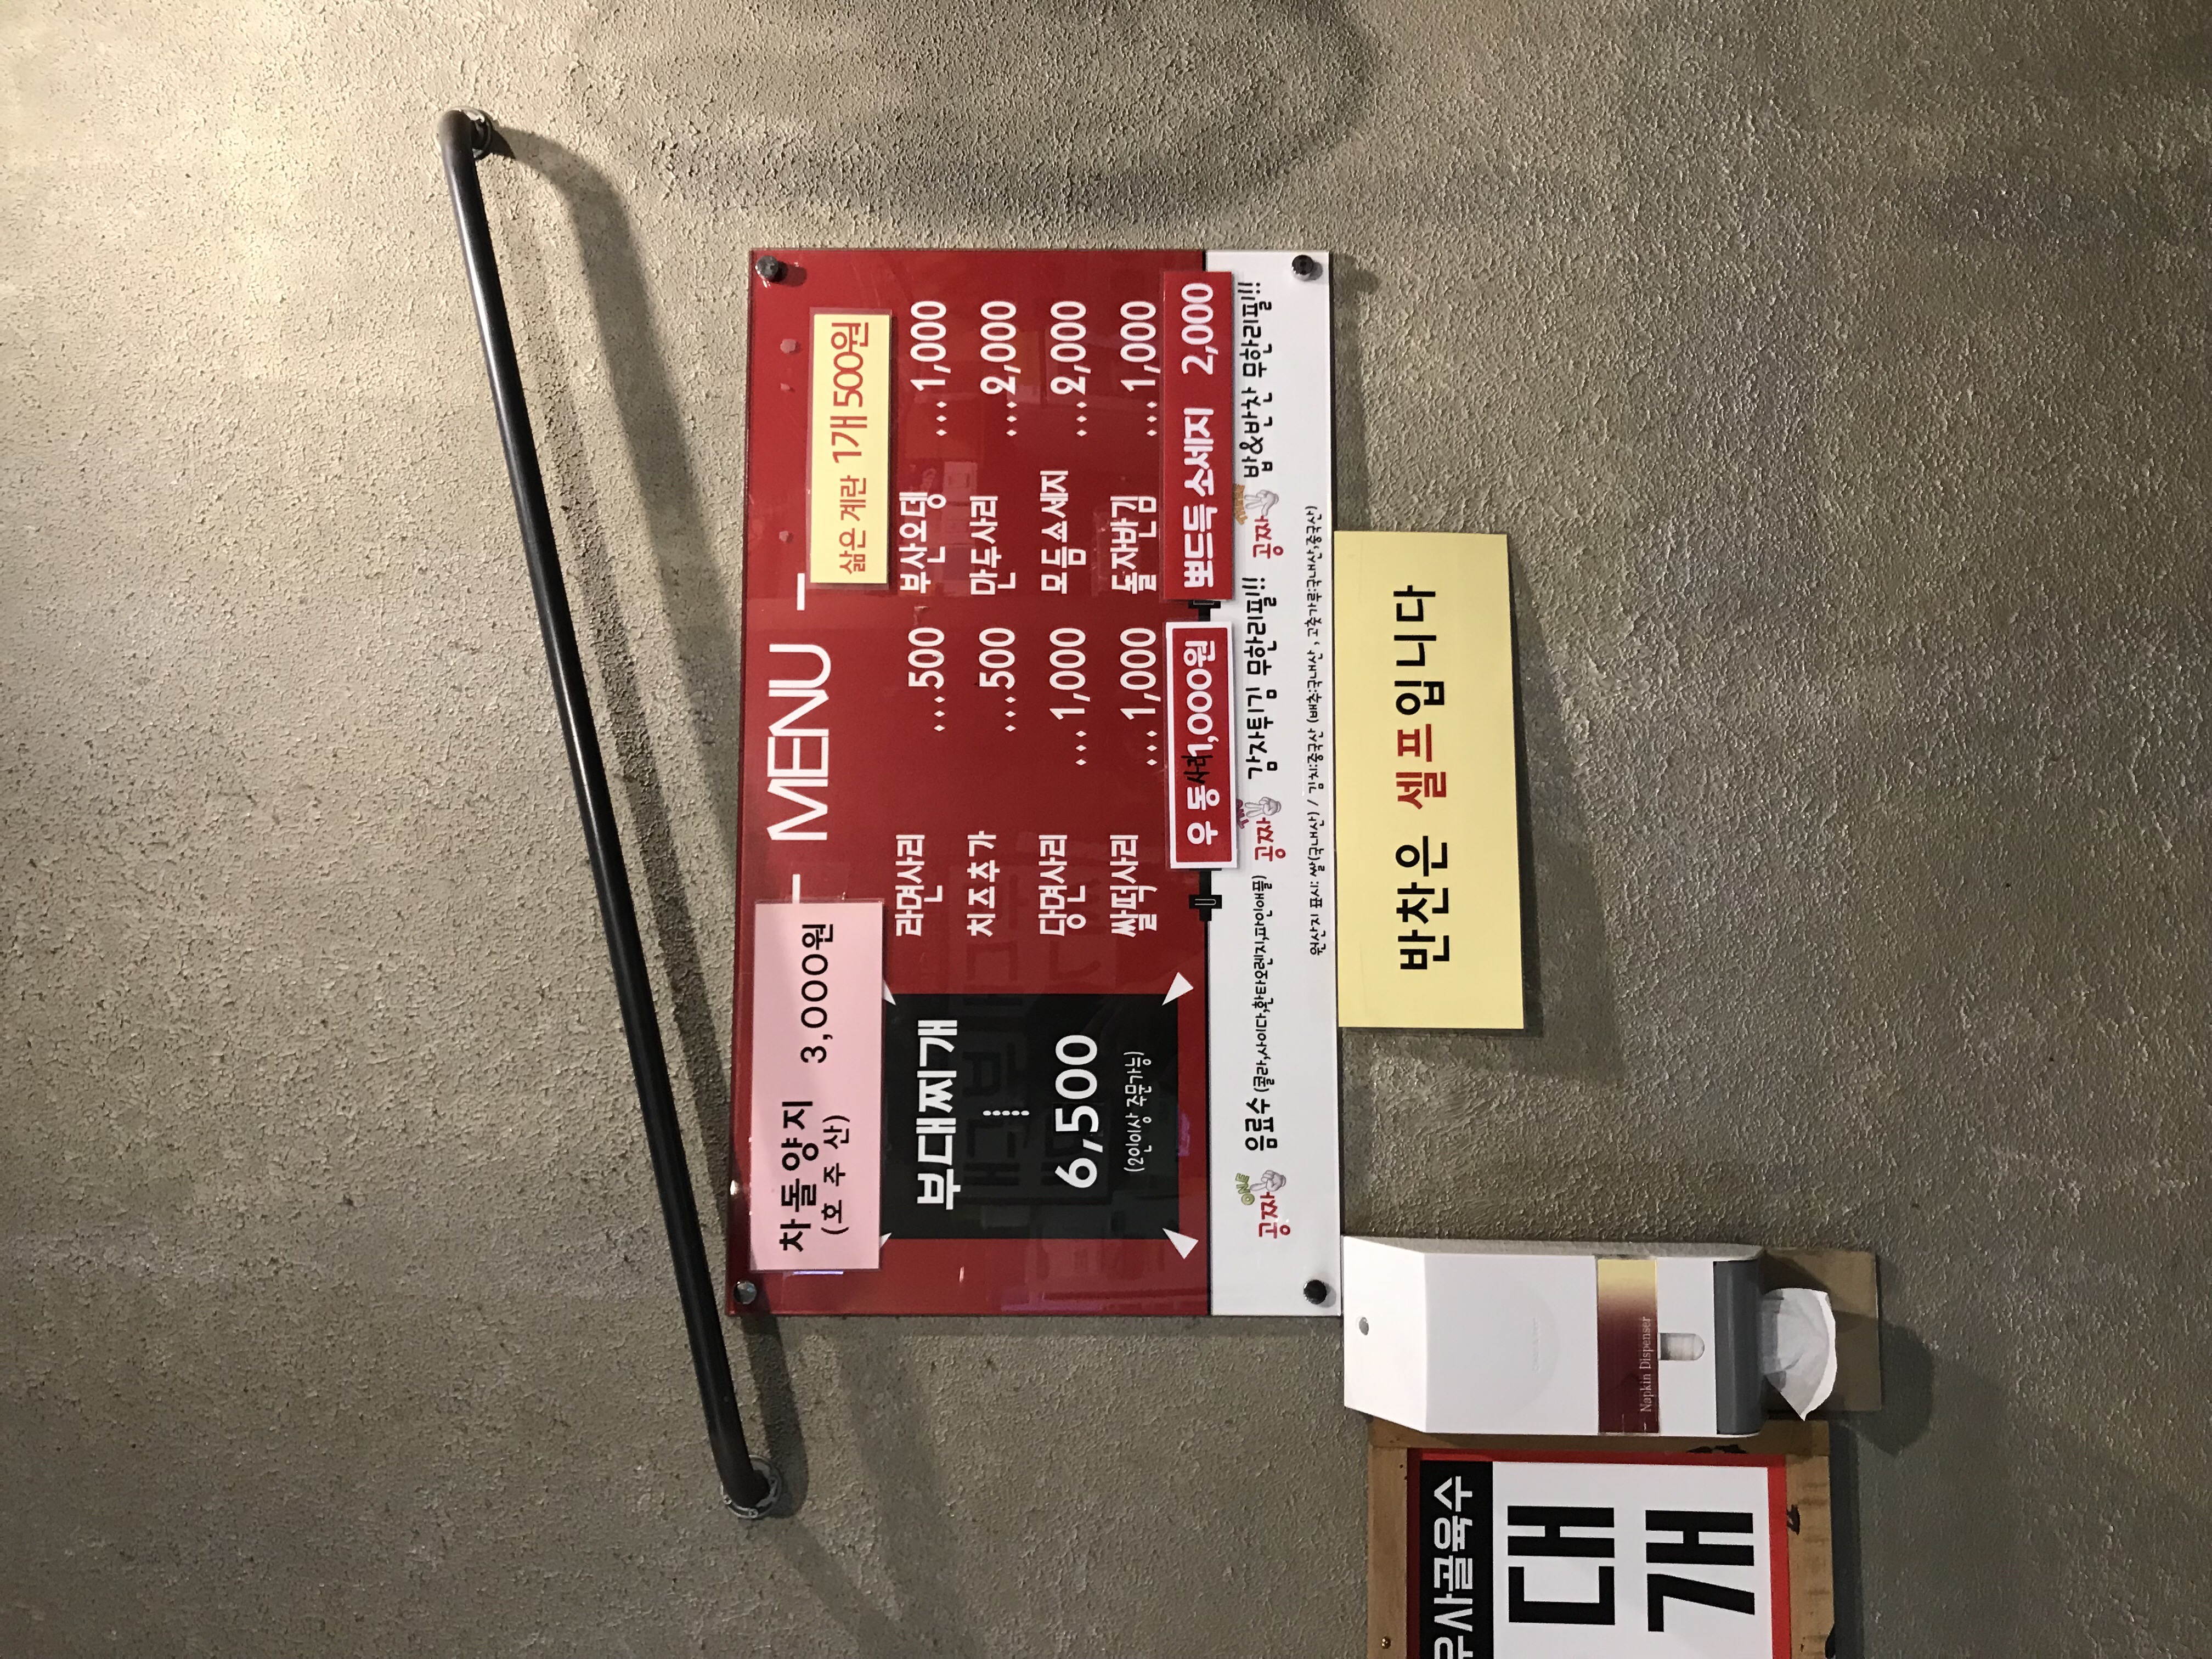 MENU
차돌양지 3,000원
(호주산)
삶은 계란 1개 500원
부대찌개
6,500
(2인이상 주문가능)
라면사리 ...500
치즈추가 ...500
당면사리 ...1,000
쌀떡사리 ...1,000
우동사리1,000원
부산오뎅 ...1,000
만두사리 ...2,000
모듬소세지 ...2,000
돌자반김 ...1,000
뽀드득 소세지 2,000
공짜 ONE 음료수 (콜라,사이다,환타오렌지,파인애플)
공짜 TWO 감자튀김 무한리필!!
공짜 THREE 밥&반찬 무한리필!!
원산지 표시: 쌀(국내산) / 김치:중국산 (배추:국내산 , 고춧가루:국내산,중국산)
반찬은 셀프입니다
우사골육수
대
개
Napkin Dispenser